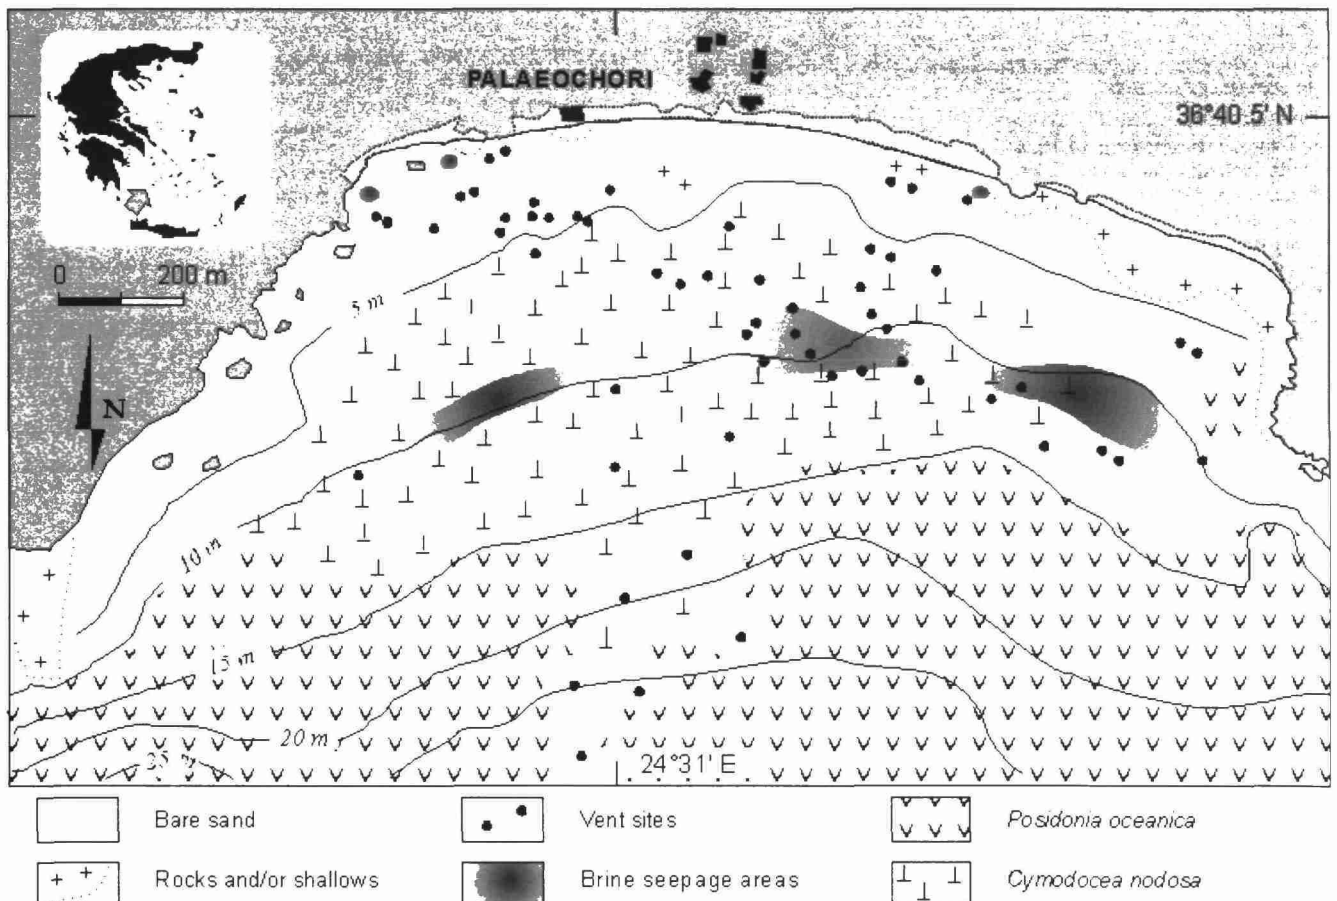 PALAEOCHORI
36°40 5' N
0 200 m
N
5 m
10 m
15 m
20 m
25 m
24°31' E
Bare sand
Vent sites
Posidonia oceanica
Rocks and/or shallows
Brine seepage areas
Cymodocea nodosa